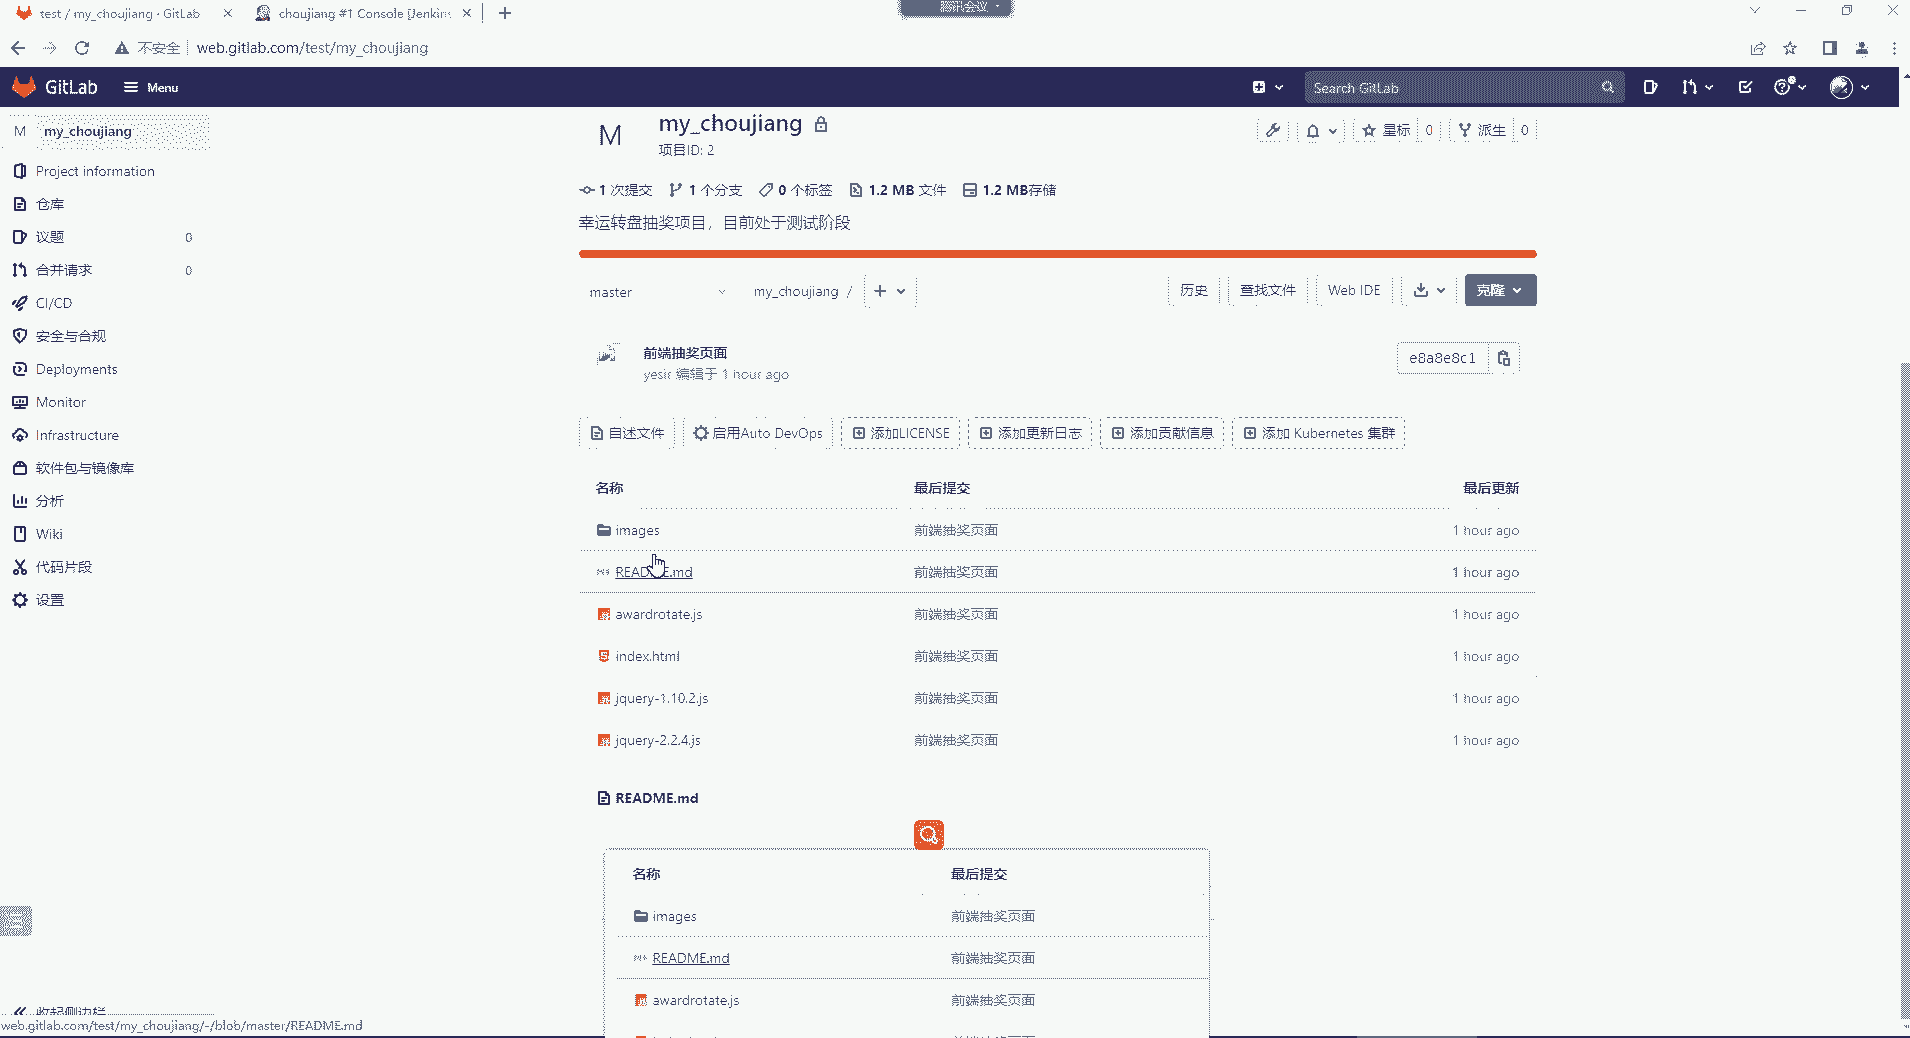 test / my_choujiang · GitLab
choujiang #1 Console [Jenkins
腾讯会议
不安全
web.gitlab.com/test/my_choujiang
GitLab
Menu
Search GitLab
M
my_choujiang
Project information
仓库
议题 0
合并请求 0
CI/CD
安全与合规
Deployments
Monitor
Infrastructure
软件包与镜像库
分析
Wiki
代码片段
设置
收起侧边栏
M
my_choujiang
项目ID: 2
星标 0
派生 0
1 次提交 1 个分支 0 个标签 1.2 MB 文件 1.2 MB存储
幸运转盘抽奖项目，目前处于测试阶段
master
my_choujiang /
历史
查找文件
Web IDE
克隆
前端抽奖页面
yesir 编辑于 1 hour ago
e8a8e8c1
自述文件
启用Auto DevOps
添加LICENSE
添加更新日志
添加贡献信息
添加 Kubernetes 集群
名称 最后提交 最后更新
images 前端抽奖页面 1 hour ago
README.md 前端抽奖页面 1 hour ago
awardrotate.js 前端抽奖页面 1 hour ago
index.html 前端抽奖页面 1 hour ago
jquery-1.10.2.js 前端抽奖页面 1 hour ago
jquery-2.2.4.js 前端抽奖页面 1 hour ago
README.md
名称 最后提交
images 前端抽奖页面
README.md 前端抽奖页面
awardrotate.js 前端抽奖页面
web.gitlab.com/test/my_choujiang/-/blob/master/README.md